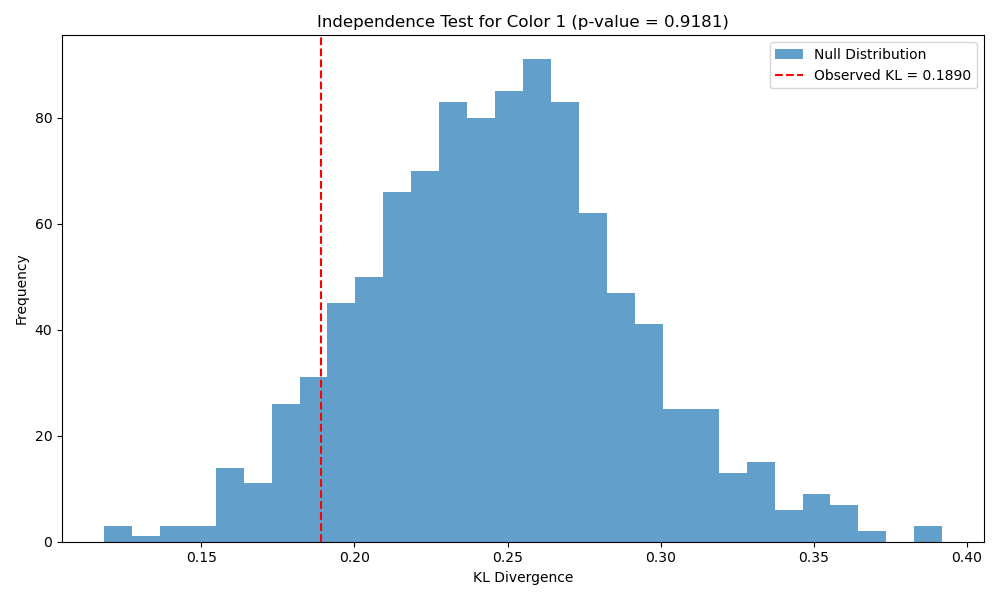 Independence Test for Color 1 (p-value = 0.9181)
Null Distribution
Observed KL = 0.1890
Frequency
80
60
40
20
0
0.15 0.20 0.25 0.30 0.35 0.40
KL Divergence